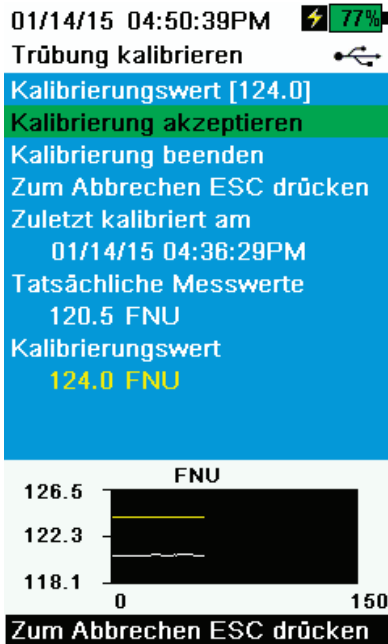 01/14/15 04:50:39PM 77%
Trübung kalibrieren
Kalibrierungswert [124.0]
Kalibrierung akzeptieren
Kalibrierung beenden
Zum Abbrechen ESC drücken
Zuletzt kalibriert am
01/14/15 04:36:29PM
Tatsächliche Messwerte
120.5 FNU
Kalibrierungswert
124.0 FNU
FNU
126.5
122.3
118.1
0 150
Zum Abbrechen ESC drücken